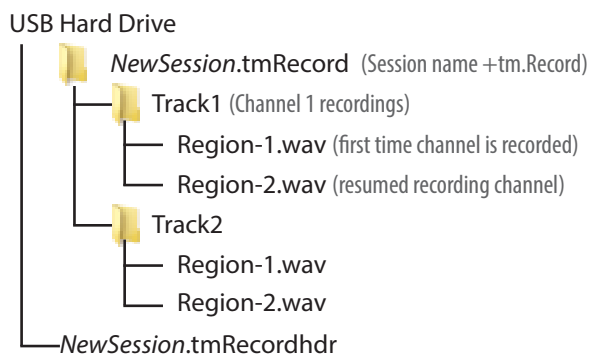 USB Hard Drive
NewSession.tmRecord (Session name +tm.Record)
Track1 (Channel 1 recordings)
Region-1.wav (first time channel is recorded)
Region-2.wav (resumed recording channel)
Track2
Region-1.wav
Region-2.wav
NewSession.tmRecordhdr